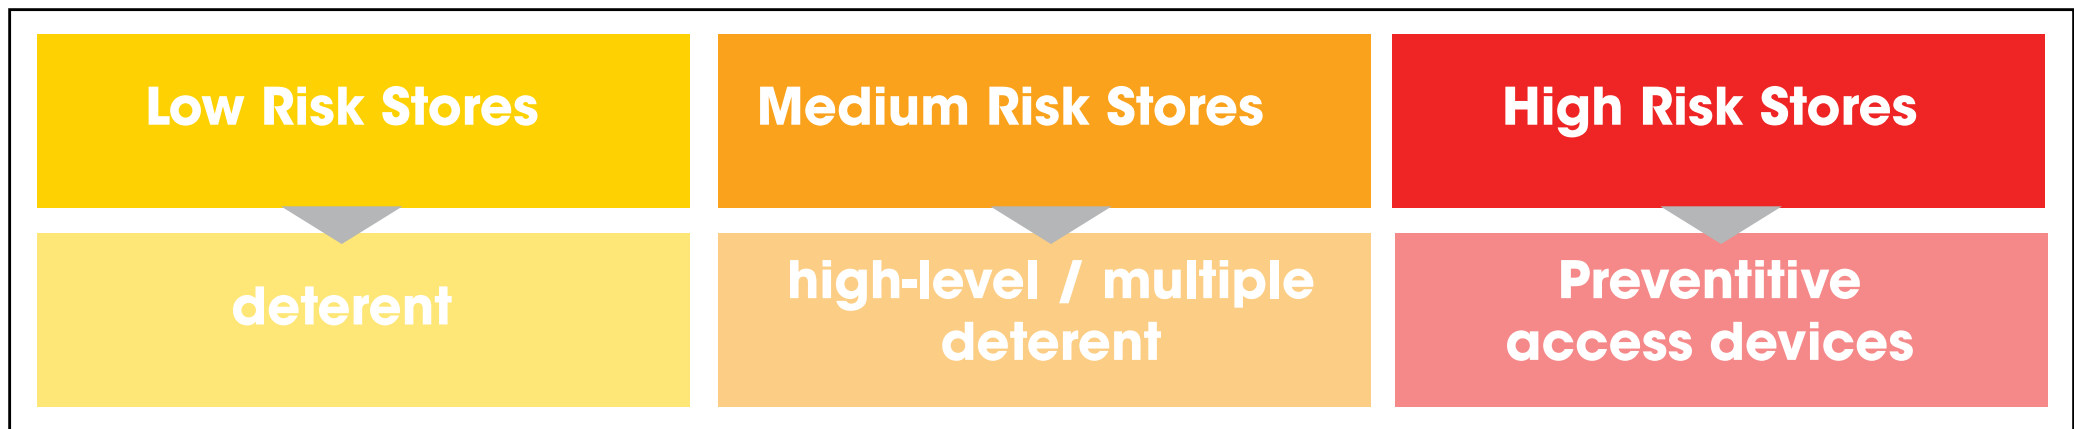 Low Risk Stores
Medium Risk Stores
High Risk Stores
deterent
high-level / multiple
deterent
Preventitive
access devices